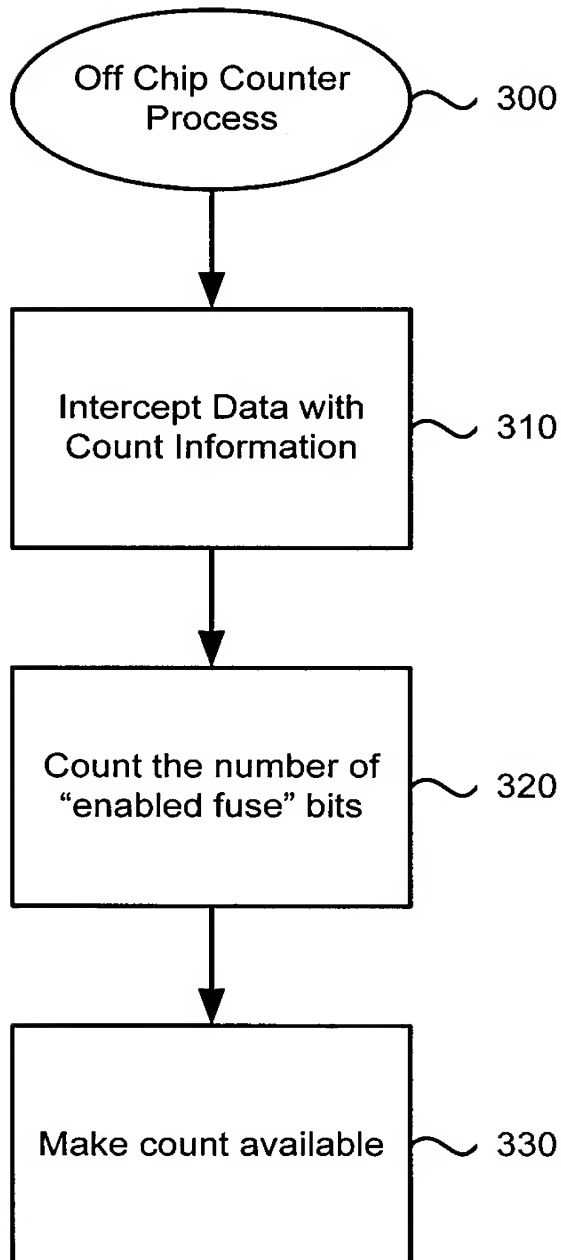 Off Chip Counter
Process
300
Intercept Data with
Count Information
310
Count the number of
“enabled fuse” bits
320
Make count available
330